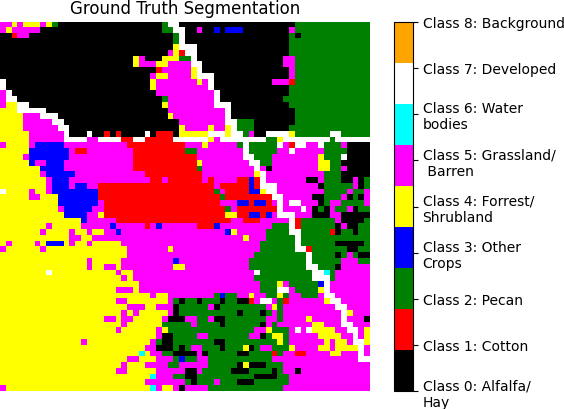 Ground Truth Segmentation
Class 8: Background
Class 7: Developed
Class 6: Water
bodies
Class 5: Grassland/
Barren
Class 4: Forrest/
Shrubland
Class 3: Other
Crops
Class 2: Pecan
Class 1: Cotton
Class 0: Alfalfa/
Hay